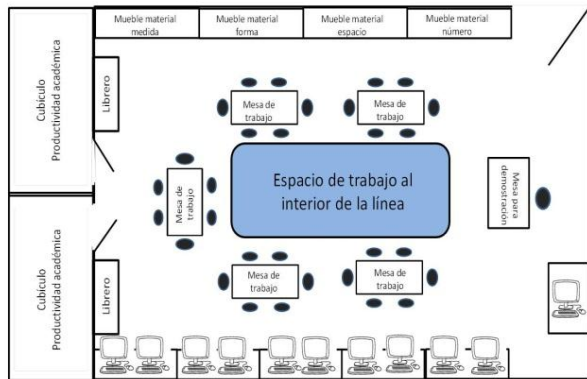 Mueble material
medida
Mueble material
forma
Mueble material
espacio
Mueble material
número
Cubículo
Productividad académica
Librero
Mesa de
trabajo
Mesa de
trabajo
Mesa de
trabajo
Espacio de trabajo al
interior de la línea
Mesa para
demostración
Cubículo
Productividad académica
Librero
Mesa de
trabajo
Mesa de
trabajo